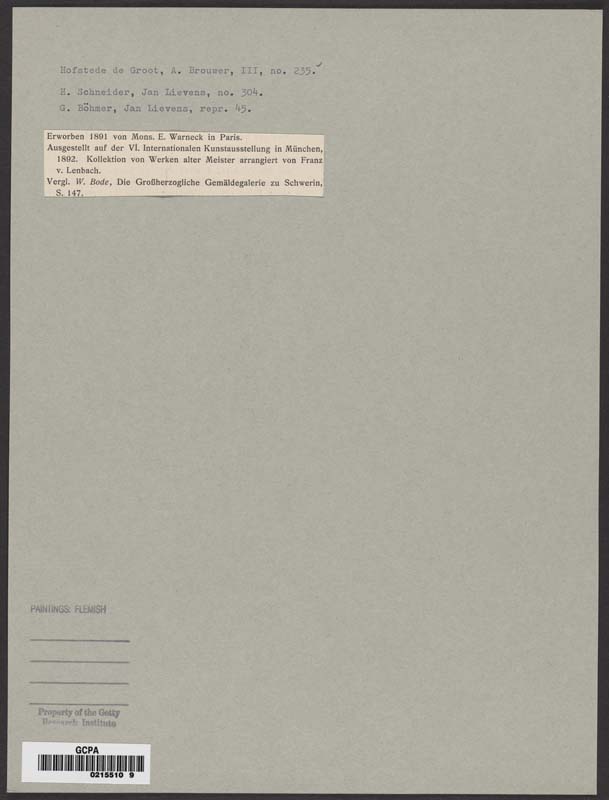 Hofstede de Groot, A. Brouwer, III, no. 235.
H. Schneider, Jan Lievens, no. 304.
G. Böhmer, Jan Lievens, repr. 45.
Erworben 1891 von Mons. E. Warneck in Paris.
Ausgestellt auf der VI. Internationalen Kunstausstellung in München,
1892. Kollektion von Werken alter Meister arrangiert von Franz
v. Lenbach.
Vergl. W. Bode, Die Großherzogliche Gemäldegalerie zu Schwerin,
S. 147.
PAINTINGS: FLEMISH
Property of the Getty
Research Institute
GCPA
0215510 9